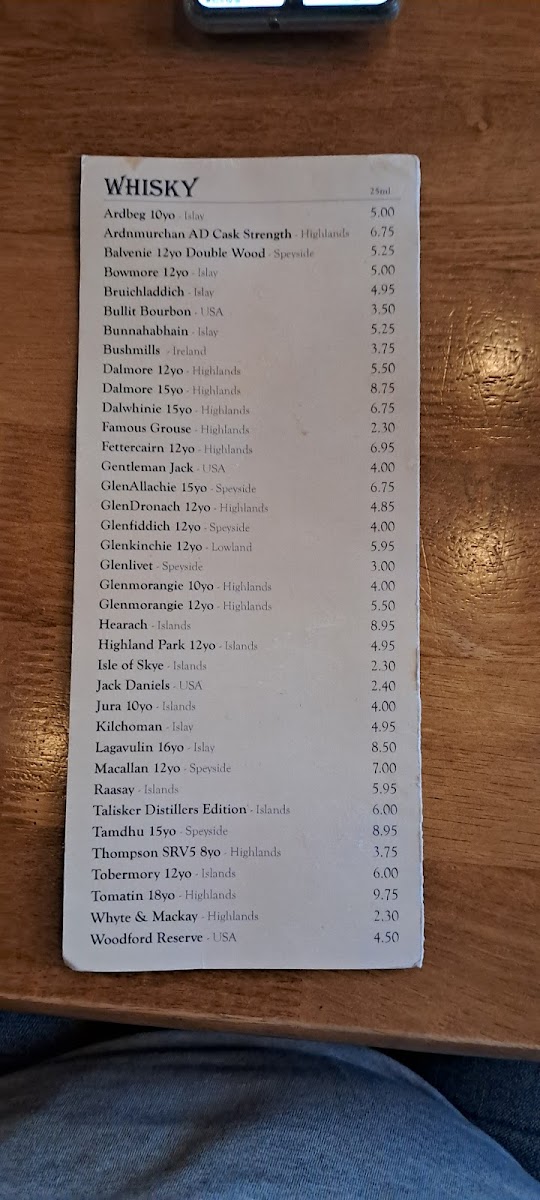 WHISKY 25ml
Ardbeg 10yo - Islay 5.00
Ardnmurchan AD Cask Strength - Highlands 6.75
Balvenie 12yo Double Wood - Speyside 5.25
Bowmore 12yo - Islay 5.00
Bruichladdich - Islay 4.95
Bullit Bourbon - USA 3.50
Bunnahabhain - Islay 5.25
Bushmills - Ireland 3.75
Dalmore 12yo - Highlands 5.50
Dalmore 15yo - Highlands 8.75
Dalwhinie 15yo - Highlands 6.75
Famous Grouse - Highlands 2.30
Fettercairn 12yo - Highlands 6.95
Gentleman Jack - USA 4.00
GlenAllachie 15yo - Speyside 6.75
GlenDronach 12yo - Highlands 4.85
Glenfiddich 12yo - Speyside 4.00
Glenkinchie 12yo - Lowland 5.95
Glenlivet - Speyside 3.00
Glenmorangie 10yo - Highlands 4.00
Glenmorangie 12yo - Highlands 5.50
Hearach - Islands 8.95
Highland Park 12yo - Islands 4.95
Isle of Skye - Islands 2.30
Jack Daniels - USA 2.40
Jura 10yo - Islands 4.00
Kilchoman - Islay 4.95
Lagavulin 16yo - Islay 8.50
Macallan 12yo - Speyside 7.00
Raasay - Islands 5.95
Talisker Distillers Edition - Islands 6.00
Tamdhu 15yo - Speyside 8.95
Thompson SRV5 8yo - Highlands 3.75
Tobermory 12yo - Islands 6.00
Tomatin 18yo - Highlands 9.75
Whyte & Mackay - Highlands 2.30
Woodford Reserve - USA 4.50